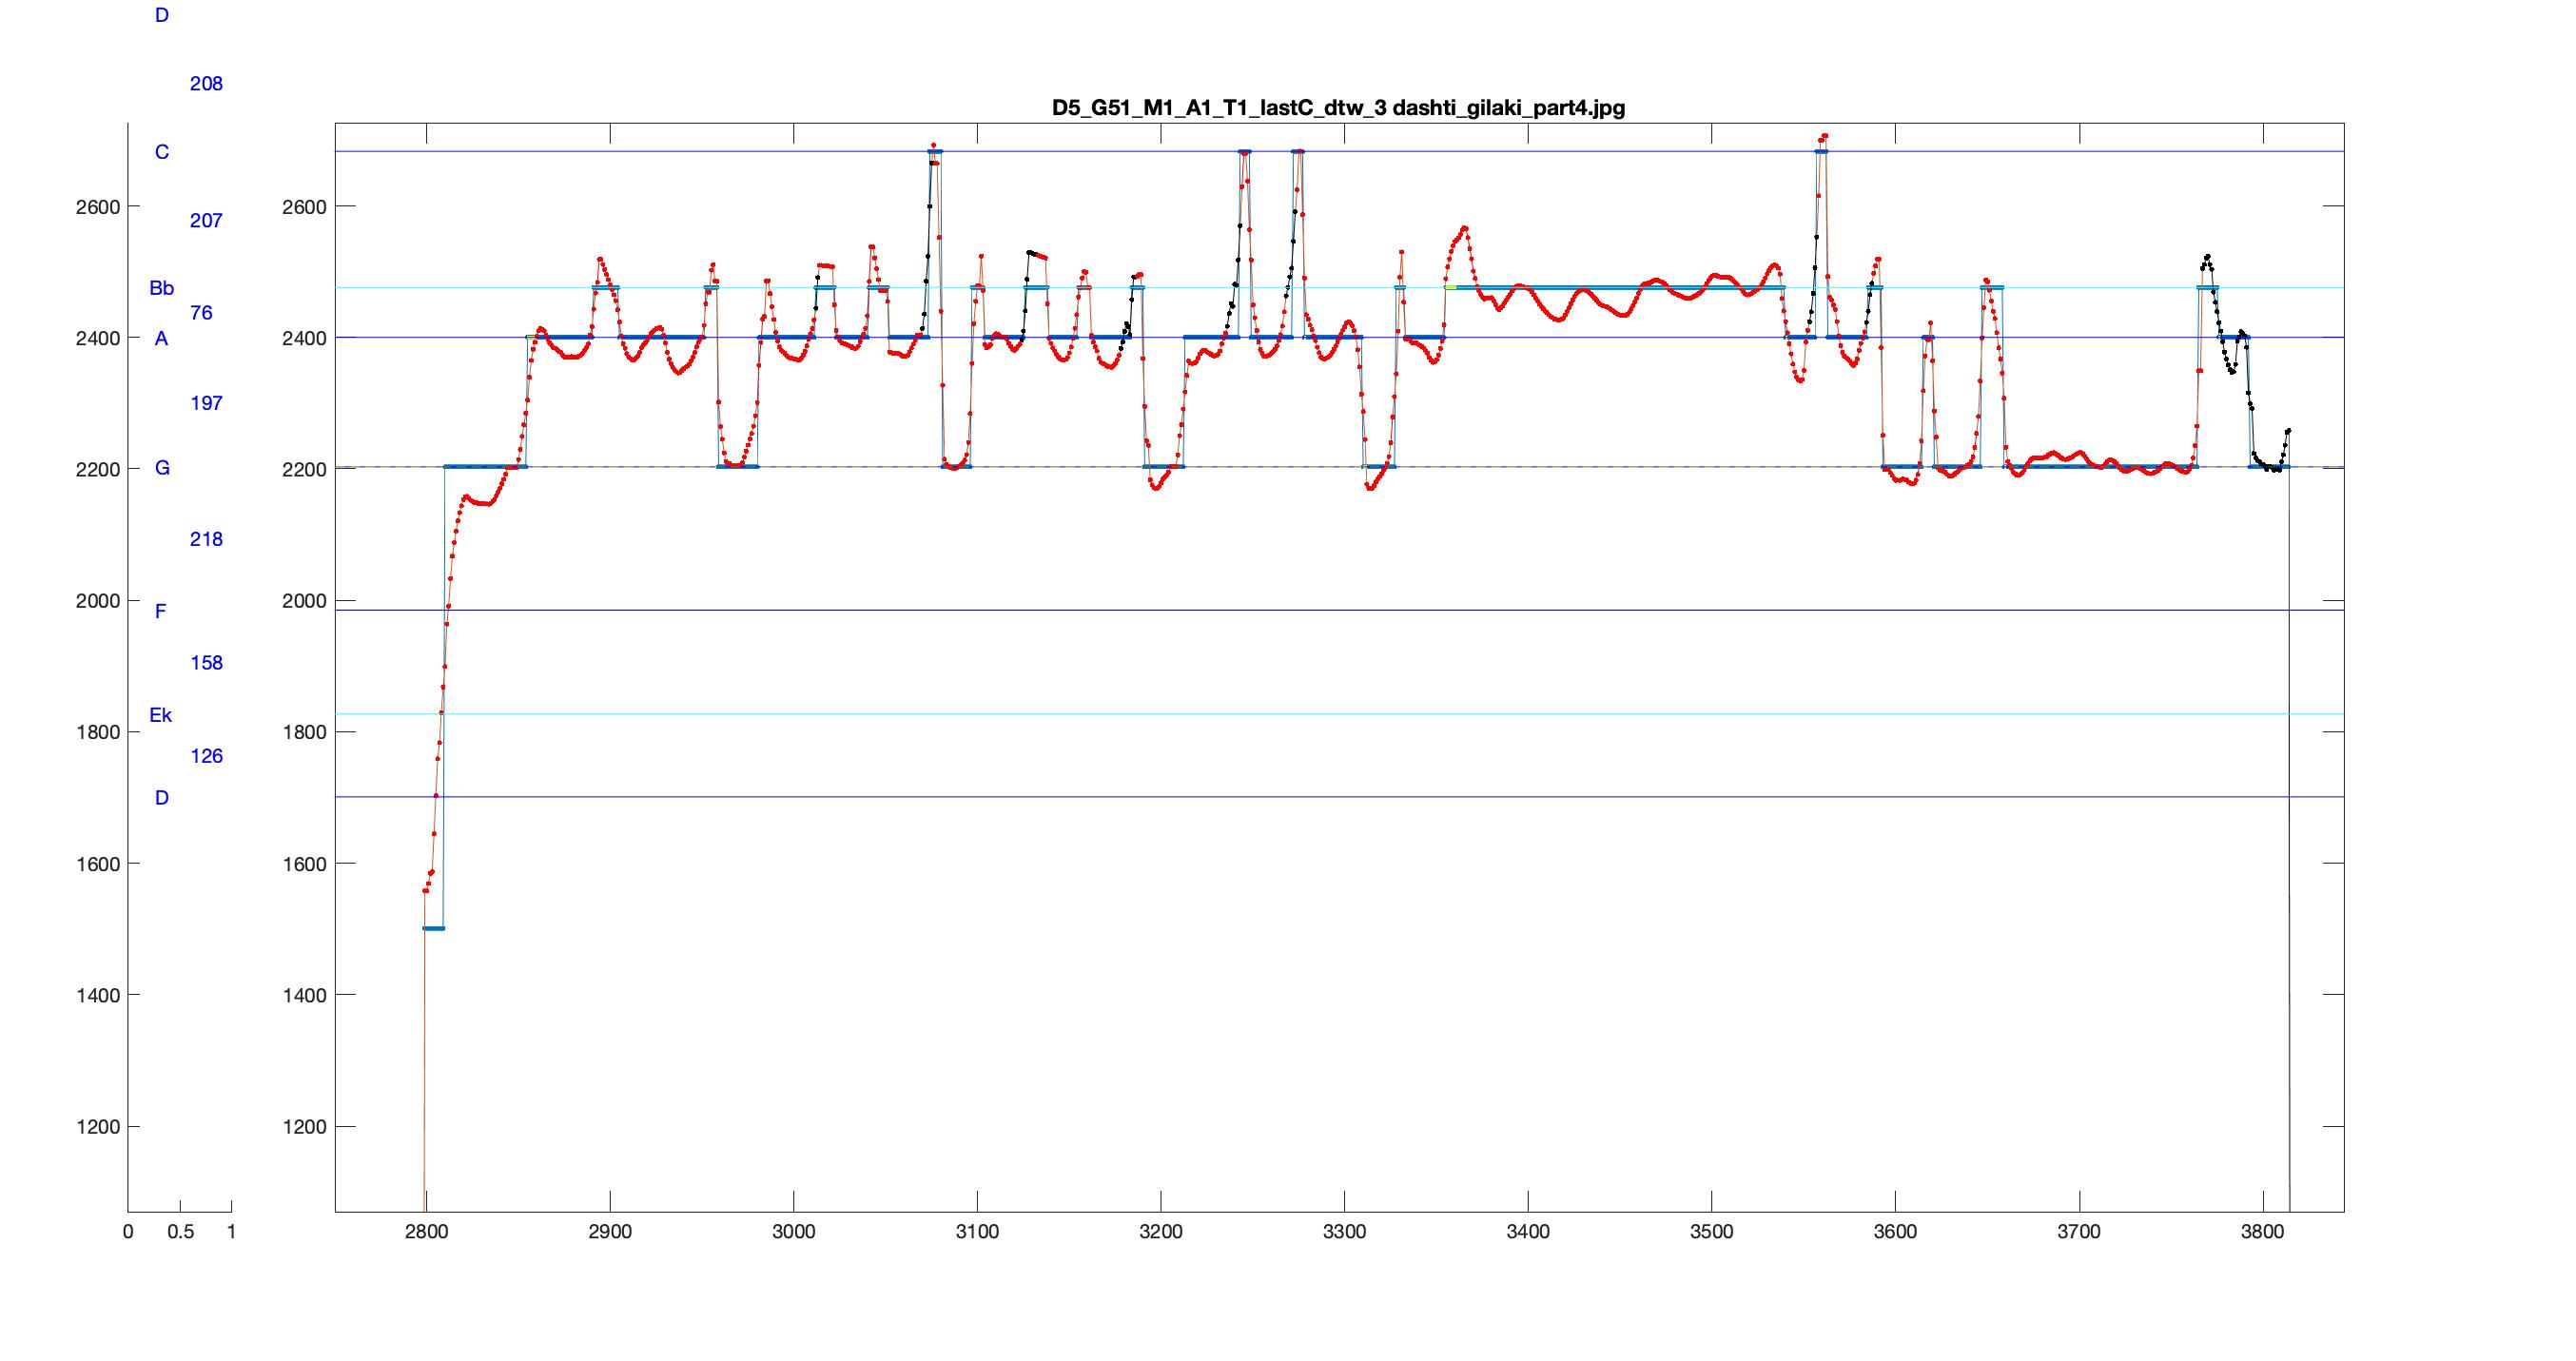 D
208
D5_G51_M1_A1_T1_lastC_dtw_3 dashti_gilaki_part4.jpg
C
2600 207 2600
Bb
76
2400 A 2400
197
2200 G 2200
218
2000 F 2000
158
Ek
1800 126 1800
D
1600 1600
1400 1400
1200 1200
0 0.5 1 2800 2900 3000 3100 3200 3300 3400 3500 3600 3700 3800